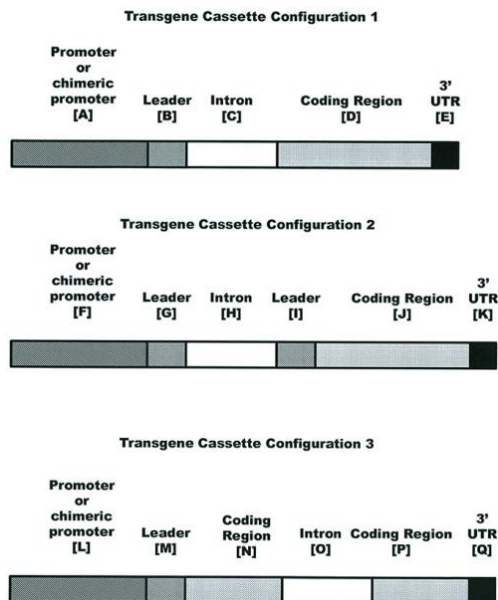 Transgene Cassette Configuration 1
Promoter
or
chimeric
promoter
[A]
Leader
[B]
Intron
[C]
Coding Region
[D]
3'
UTR
[E]
Transgene Cassette Configuration 2
Promoter
or
chimeric
promoter
[F]
Leader
[G]
Intron
[H]
Leader
[I]
Coding Region
[J]
3'
UTR
[K]
Transgene Cassette Configuration 3
Promoter
or
chimeric
promoter
[L]
Leader
[M]
Coding
Region
[N]
Intron
[O]
Coding Region
[P]
3'
UTR
[Q]